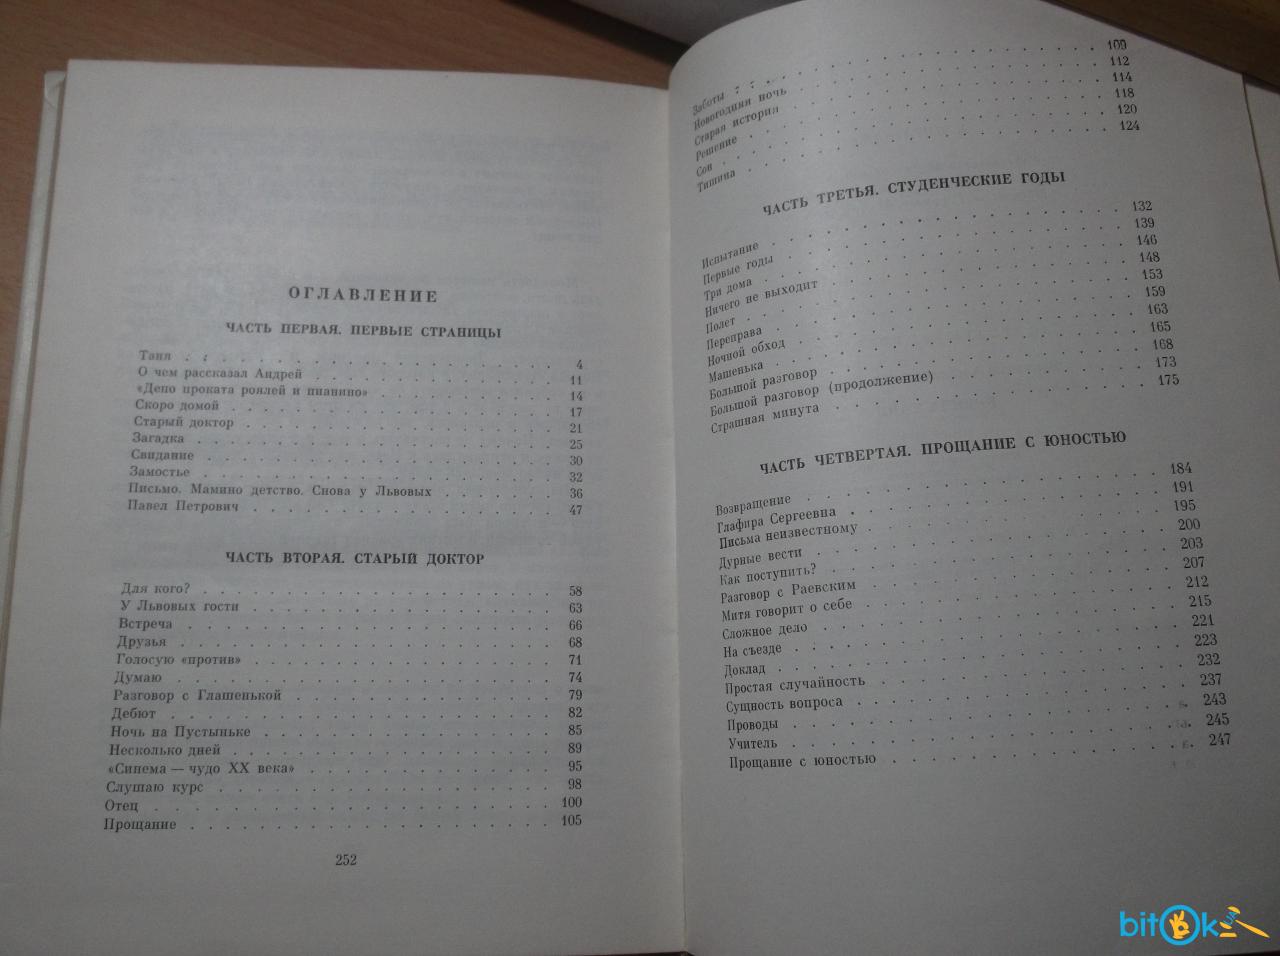 ОГЛАВЛЕНИЕ
ЧАСТЬ ПЕРВАЯ. ПЕРВЫЕ СТРАНИЦЫ
Таня . . . . 4
О чем рассказал Андрей . . . . 11
«Депо проката роялей и пианино» . . . . 14
Скоро домой . . . . 17
Старый доктор . . . . 21
Загадка . . . . 25
Свидание . . . . 30
Замостье . . . . 32
Письмо. Мамино детство. Снова у Львовых . . . . 36
Павел Петрович . . . . 47
ЧАСТЬ ВТОРАЯ. СТАРЫЙ ДОКТОР
Для кого? . . . . 58
У Львовых гости . . . . 63
Встреча . . . . 66
Друзья . . . . 68
Голосую «против» . . . . 71
Думаю . . . . 74
Разговор с Глашенькой . . . . 79
Дебют . . . . 82
Ночь на Пустыньке . . . . 85
Несколько дней . . . . 89
«Синема — чудо XX века» . . . . 95
Слушаю курс . . . . 98
Отец . . . . 100
Прощание . . . . 105
252
Заботы . . . . 109
Новогодняя ночь . . . . 112
Старая история . . . . 114
Решение . . . . 118
Сон . . . . 120
Тишина . . . . 124
ЧАСТЬ ТРЕТЬЯ. СТУДЕНЧЕСКИЕ ГОДЫ
Испытание . . . . 132
Первые годы . . . . 139
Три дома . . . . 146
Ничего не выходит . . . . 148
Полет . . . . 153
Переправа . . . . 159
Ночной обход . . . . 163
Машенька . . . . 165
Большой разговор . . . . 168
Большой разговор (продолжение) . . . . 173
Страшная минута . . . . 175
ЧАСТЬ ЧЕТВЕРТАЯ. ПРОЩАНИЕ С ЮНОСТЬЮ
Возвращение . . . . 184
Глафира Сергеевна . . . . 191
Письма неизвестному . . . . 195
Дурные вести . . . . 200
Как поступить? . . . . 203
Разговор с Раевским . . . . 207
Митя говорит о себе . . . . 212
Сложное дело . . . . 215
На съезде . . . . 221
Доклад . . . . 223
Простая случайность . . . . 232
Сущность вопроса . . . . 237
Проводы . . . . 243
Учитель . . . . 245
Прощание с юностью . . . . 247
bitOk UA